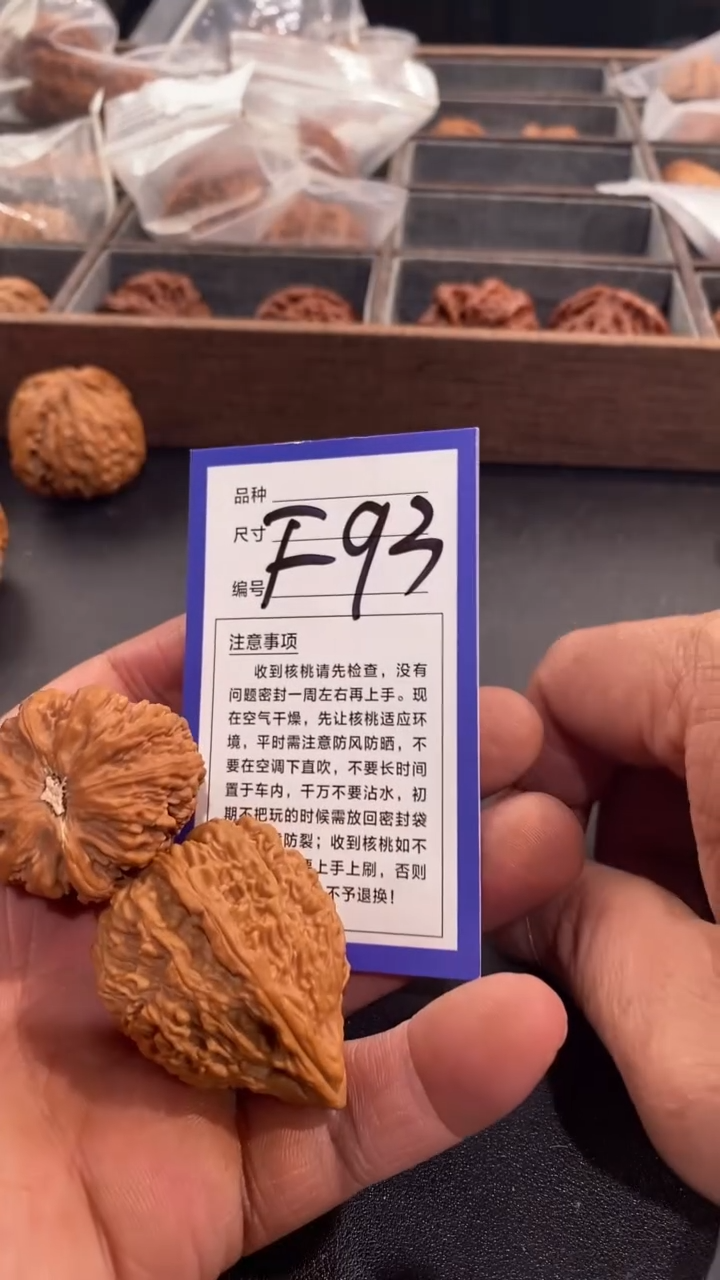 品种
尺寸
编号 F93
注意事项
收到核桃请先检查，没有
问题密封一周左右再上手。现
在空气干燥，先让核桃适应环
境，平时需注意防风防晒，不
要在空调下直吹，不要长时间
置于车内，千万不要沾水，初
期不把玩的时候需放回密封袋
防裂；收到核桃如不
上手上刷，否则
不予退换！